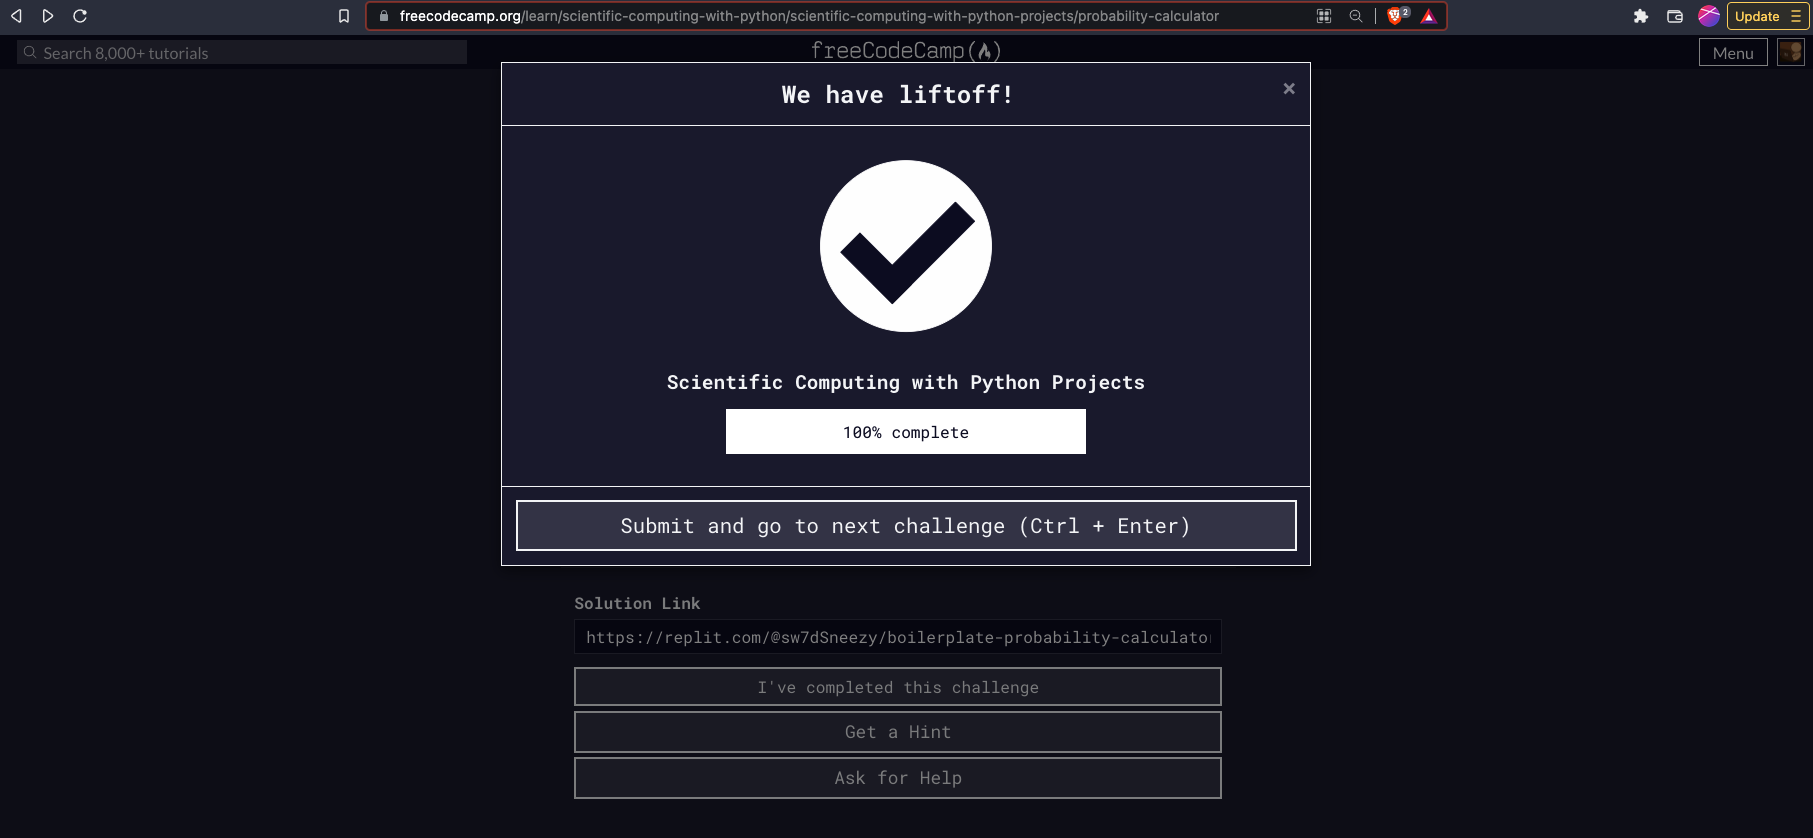 freecodecamp.org/learn/scientific-computing-with-python/scientific-computing-with-python-projects/probability-calculator
2
Update
Search 8,000+ tutorials
freeCodeCamp
Menu
We have liftoff!
×
Scientific Computing with Python Projects
100% complete
Submit and go to next challenge (Ctrl + Enter)
Solution Link
https://replit.com/@sw7dSneezy/boilerplate-probability-calculator
I've completed this challenge
Get a Hint
Ask for Help